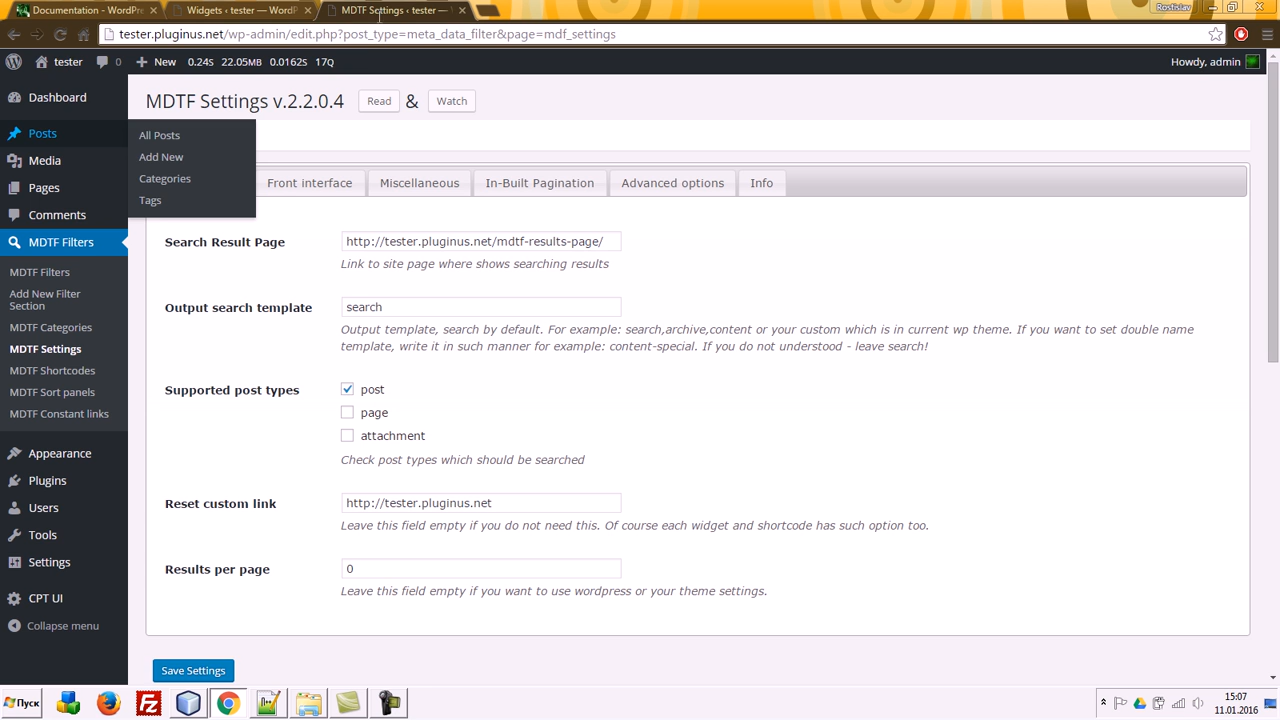 Documentation - WordPre
Widgets ‹ tester — WordP
MDTF Settings ‹ tester —
Rostislav
tester.pluginus.net/wp-admin/edit.php?post_type=meta_data_filter&page=mdf_settings
tester
0
New
0.24S 22.05MB 0.0162S 17Q
Howdy, admin
Dashboard
Posts
All Posts
Add New
Categories
Tags
Media
Pages
Comments
MDTF Filters
MDTF Filters
Add New Filter
Section
MDTF Categories
MDTF Settings
MDTF Shortcodes
MDTF Sort panels
MDTF Constant links
Appearance
Plugins
Users
Tools
Settings
CPT UI
Collapse menu
MDTF Settings v.2.2.0.4
Read
&
Watch
Front interface
Miscellaneous
In-Built Pagination
Advanced options
Info
Search Result Page
http://tester.pluginus.net/mdtf-results-page/
Link to site page where shows searching results
Output search template
search
Output template, search by default. For example: search,archive,content or your custom which is in current wp theme. If you want to set double name
template, write it in such manner for example: content-special. If you do not understood - leave search!
Supported post types
post
page
attachment
Check post types which should be searched
Reset custom link
http://tester.pluginus.net
Leave this field empty if you do not need this. Of course each widget and shortcode has such option too.
Results per page
0
Leave this field empty if you want to use wordpress or your theme settings.
Save Settings
Пуск
15:07
11.01.2016